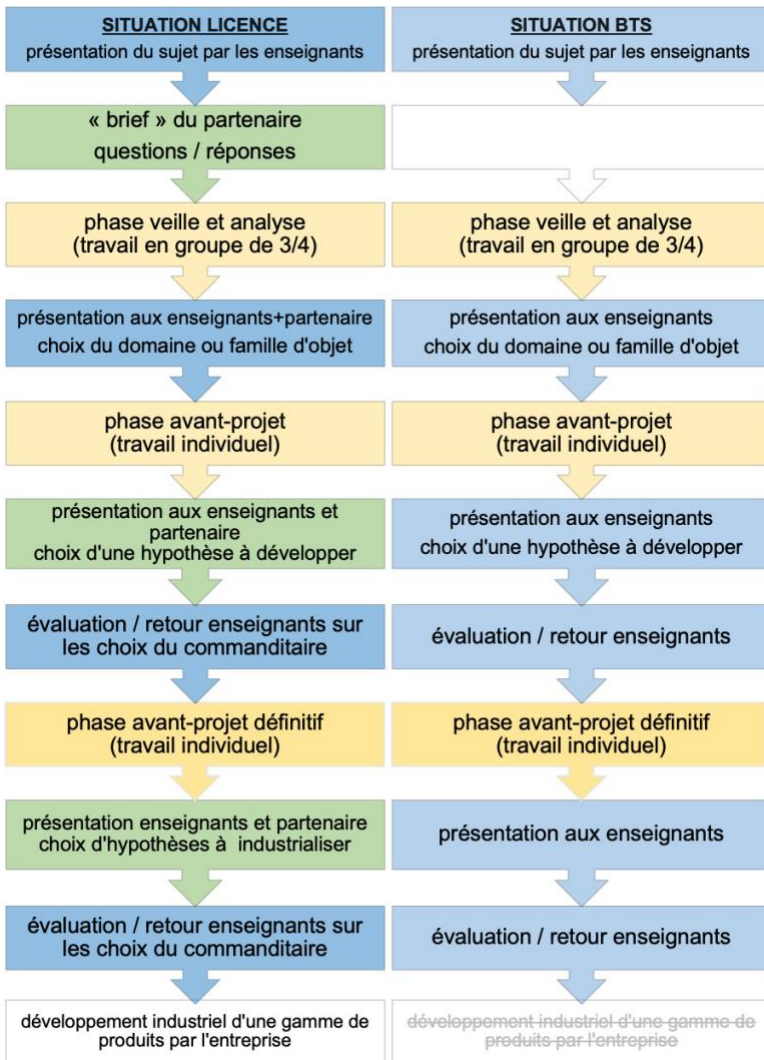 SITUATION LICENCE
présentation du sujet par les enseignants
« brief » du partenaire
questions / réponses
phase veille et analyse
(travail en groupe de 3/4)
présentation aux enseignants+partenaire
choix du domaine ou famille d'objet
phase avant-projet
(travail individuel)
présentation aux enseignants et
partenaire
choix d'une hypothèse à développer
évaluation / retour enseignants sur
les choix du commanditaire
phase avant-projet définitif
(travail individuel)
présentation enseignants et partenaire
choix d'hypothèses à industrialiser
évaluation / retour enseignants sur
les choix du commanditaire
développement industriel d'une gamme de
produits par l'entreprise
SITUATION BTS
présentation du sujet par les enseignants
phase veille et analyse
(travail en groupe de 3/4)
présentation aux enseignants
choix du domaine ou famille d'objet
phase avant-projet
(travail individuel)
présentation aux enseignants
choix d'une hypothèse à développer
évaluation / retour enseignants
phase avant-projet définitif
(travail individuel)
présentation aux enseignants
évaluation / retour enseignants
développement industriel d'une gamme de
produits par l'entreprise